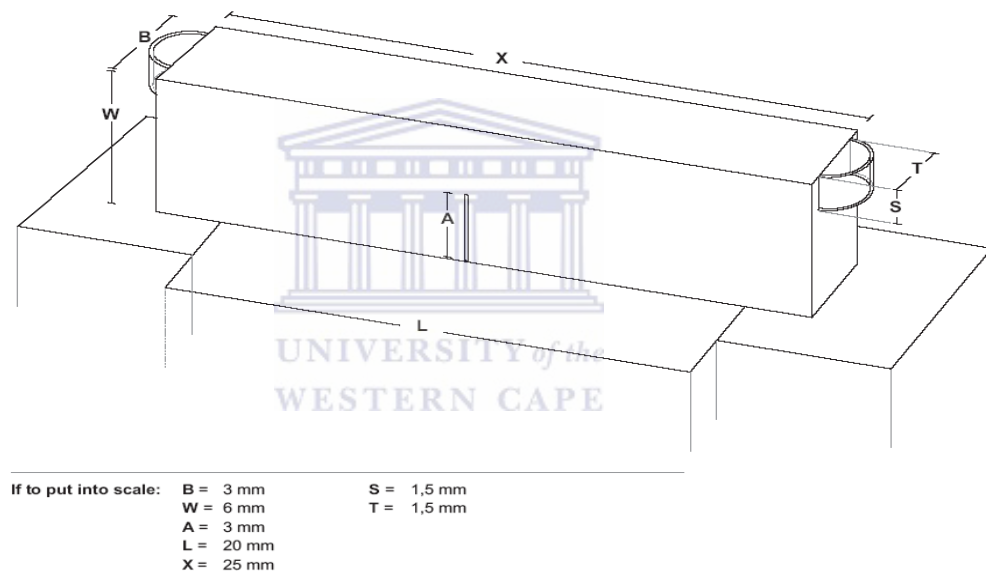 B
X
W
T
S
A
L
UNIVERSITY of the
WESTERN CAPE
If to put into scale: B = 3 mm S = 1,5 mm
W = 6 mm T = 1,5 mm
A = 3 mm
L = 20 mm
X = 25 mm